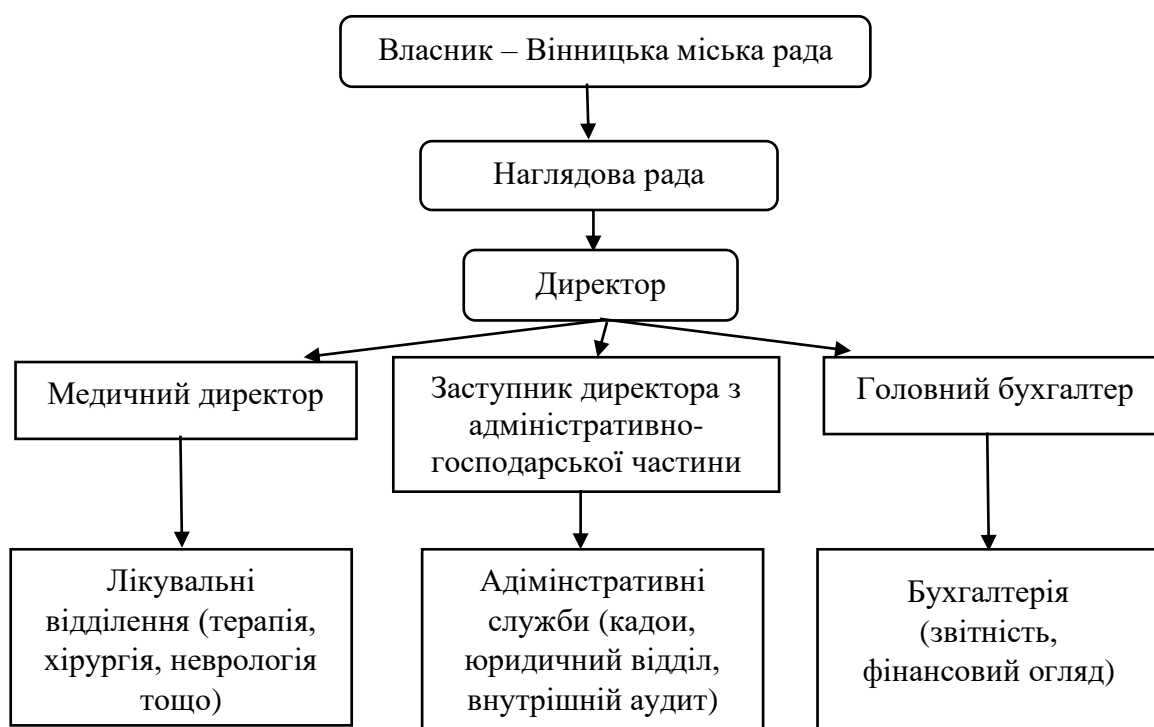 Власник – Вінницька міська рада
Наглядова рада
Директор
Медичний директор
Заступник директора з
адміністративно-
господарської частини
Головний бухгалтер
Лікувальні
відділення (терапія,
хірургія, неврологія
тощо)
Адімінстративні
служби (кадои,
юридичний відділ,
внутрішній аудит)
Бухгалтерія
(звітність,
фінансовий огляд)